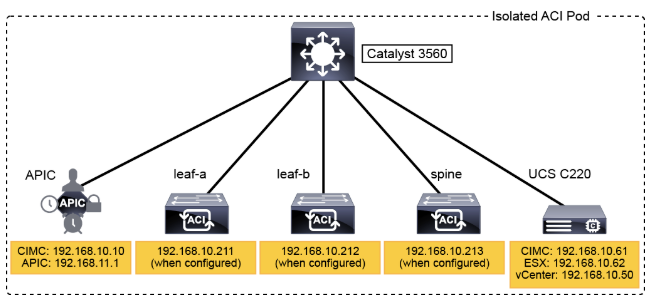 Isolated ACI Pod
Catalyst 3560
APIC
leaf-a
leaf-b
spine
UCS C220
APIC
ACI
ACI
ACI
CIMC: 192.168.10.10
APIC: 192.168.11.1
192.168.10.211
(when configured)
192.168.10.212
(when configured)
192.168.10.213
(when configured)
CIMC: 192.168.10.61
ESX: 192.168.10.62
vCenter: 192.168.10.50